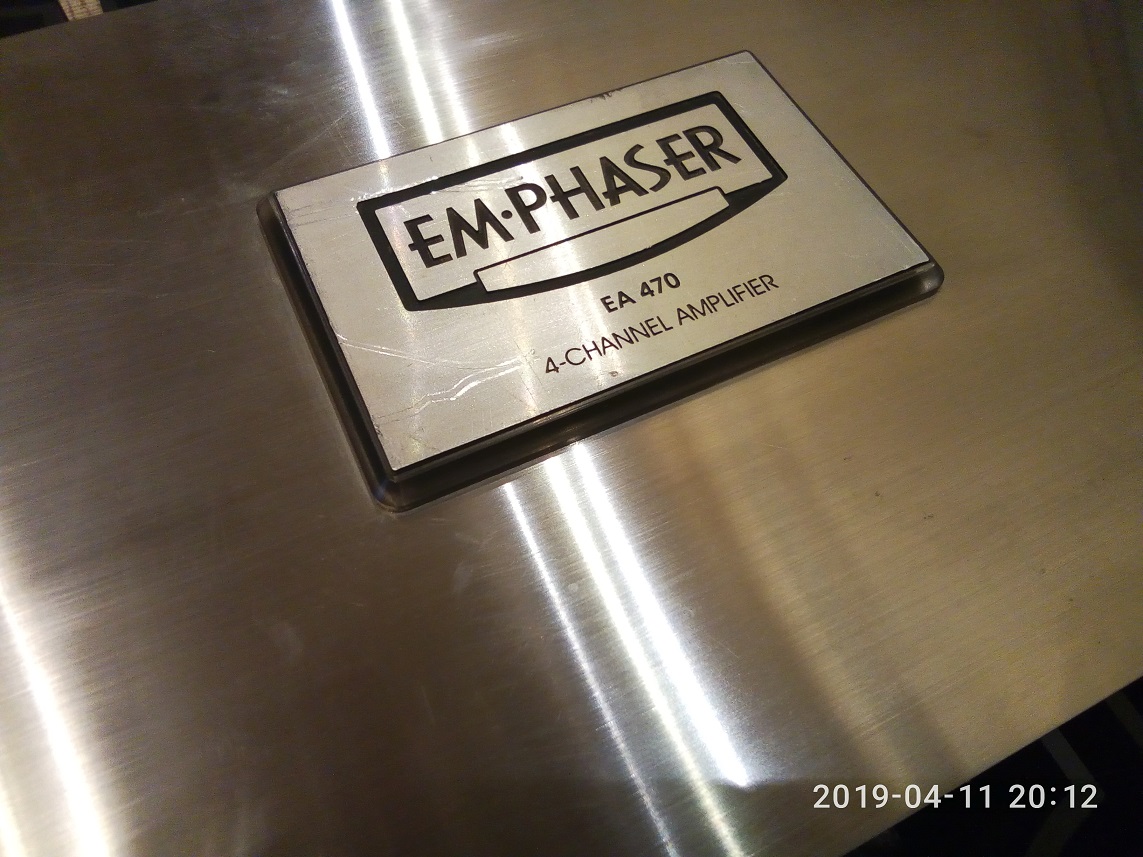 EM·PHASER
EA 470
4-CHANNEL AMPLIFIER
2019-04-11 20:12